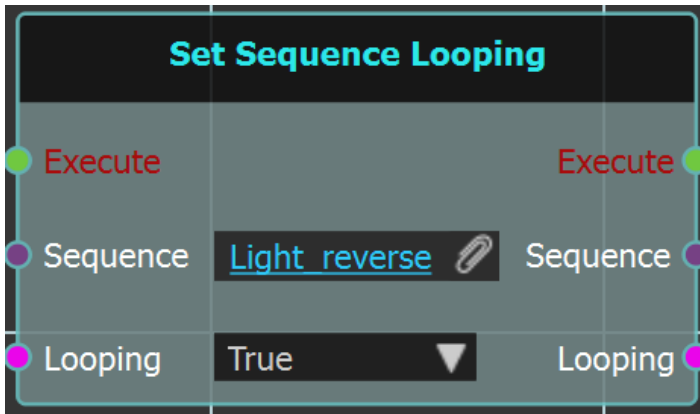 Set Sequence Looping
Execute Execute
Sequence Light_reverse Sequence
Looping True Looping